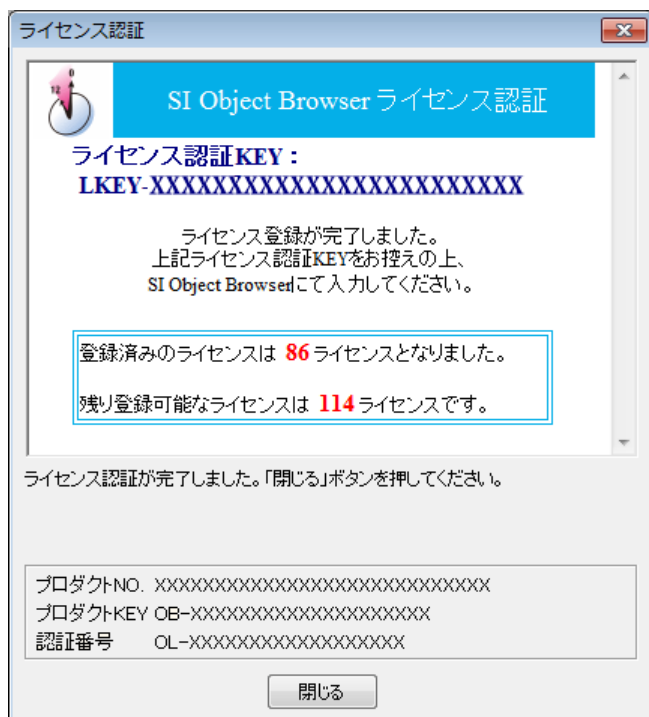 ライセンス認証
SI Object Browser ライセンス認証
ライセンス認証KEY：
LKEY-XXXXXXXXXXXXXXXXXXXXXXXX
ライセンス登録が完了しました。
上記ライセンス認証KEYをお控えの上、
SI Object Browserにて入力してください。
登録済みのライセンスは 86 ライセンスとなりました。
残り登録可能なライセンスは 114 ライセンスです。
ライセンス認証が完了しました。「閉じる」ボタンを押してください。
プロダクトNO. XXXXXXXXXXXXXXXXXXXXXXXXXXXX
プロダクトKEY OB-XXXXXXXXXXXXXXXXXXXX
認証番号 OL-XXXXXXXXXXXXXXXXXX
閉じる